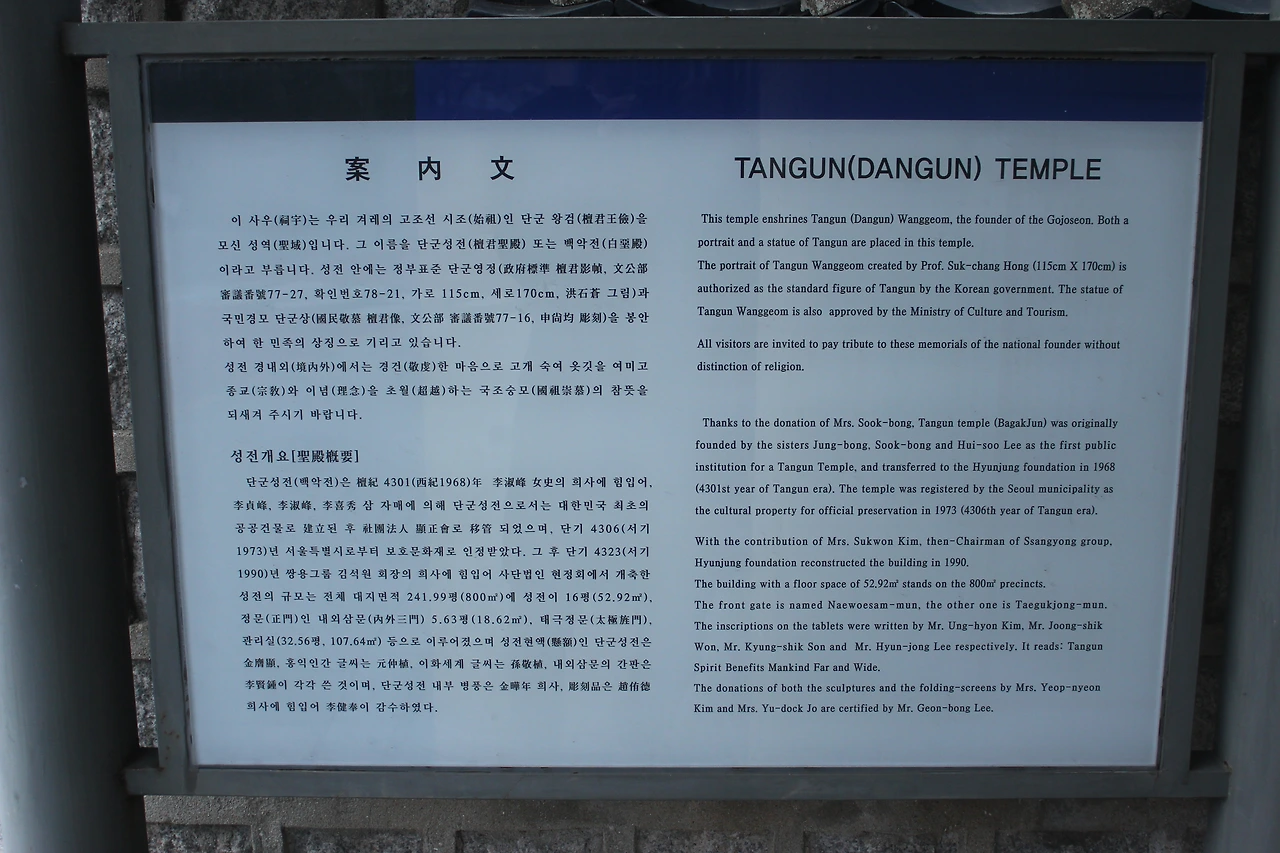 案 內 文
이 사우(祠宇)는 우리 겨레의 고조선 시조(始祖)인 단군 왕검(檀君王儉)을
모신 성역(聖域)입니다. 그 이름을 단군성전(檀君聖殿) 또는 백악전(白堊殿)
이라고 부릅니다. 성전 안에는 정부표준 단군영정(政府標準 檀君影幀, 文公部
審議番號77-27, 확인번호78-21, 가로 115cm, 세로170cm, 洪石蒼 그림)과
국민경모 단군상(國民敬慕 檀君像, 文公部 審議番號77-16, 申尙均 彫刻)을 봉안
하여 한 민족의 상징으로 기리고 있습니다.
성전 경내외(境內外)에서는 경건(敬虔)한 마음으로 고개 숙여 옷깃을 여미고
종교(宗敎)와 이념(理念)을 초월(超越)하는 국조숭모(國祖崇慕)의 참뜻을
되새겨 주시기 바랍니다.
성전개요[聖殿槪要]
단군성전(백악전)은 檀紀 4301(西紀1968)年 李淑峰 女史의 희사에 힘입어,
李貞峰, 李淑峰, 李喜秀 삼 자매에 의해 단군성전으로서는 대한민국 최초의
공공건물로 建立된 후 社團法人 顯正會로 移管 되었으며, 단기 4306(서기
1973)년 서울특별시로부터 보호문화재로 인정받았다. 그 후 단기 4323(서기
1990)년 쌍용그룹 김석원 회장의 희사에 힘입어 사단법인 현정회에서 개축한
성전의 규모는 전체 대지면적 241.99평(800㎡)에 성전이 16평(52.92㎡),
정문(正門)인 내외삼문(內外三門) 5.63평(18.62㎡), 태극정문(太極旌門),
관리실(32.56평, 107.64㎡) 등으로 이루어졌으며 성전현액(懸額)인 단군성전은
金膺顯, 홍익인간 글씨는 元仲植, 이화세계 글씨는 孫敬植, 내외삼문의 간판은
李賢鍾이 각각 쓴 것이며, 단군성전 내부 병풍은 金曄年 희사, 彫刻品은 趙侑德
희사에 힘입어 李健奉이 감수하였다.
TANGUN(DANGUN) TEMPLE
This temple enshrines Tangun (Dangun) Wanggeom, the founder of the Gojoseon. Both a
portrait and a statue of Tangun are placed in this temple.
The portrait of Tangun Wanggeom created by Prof. Suk-chang Hong (115cm X 170cm) is
authorized as the standard figure of Tangun by the Korean government. The statue of
Tangun Wanggeom is also approved by the Ministry of Culture and Tourism.
All visitors are invited to pay tribute to these memorials of the national founder without
distinction of religion.
Thanks to the donation of Mrs. Sook-bong, Tangun temple (BagakJun) was originally
founded by the sisters Jung-bong, Sook-bong and Hui-soo Lee as the first public
institution for a Tangun Temple, and transferred to the Hyunjung foundation in 1968
(4301st year of Tangun era). The temple was registered by the Seoul municipality as
the cultural property for official preservation in 1973 (4306th year of Tangun era).
With the contribution of Mrs. Sukwon Kim, then-Chairman of Ssangyong group,
Hyunjung foundation reconstructed the building in 1990.
The building with a floor space of 52.92㎡ stands on the 800㎡ precincts.
The front gate is named Naewoesam-mun, the other one is Taegukjong-mun.
The inscriptions on the tablets were written by Mr. Ung-hyon Kim, Mr. Joong-shik
Won, Mr. Kyung-shik Son and Mr. Hyun-jong Lee respectively. It reads: Tangun
Spirit Benefits Mankind Far and Wide.
The donations of both the sculptures and the folding-screens by Mrs. Yeop-nyeon
Kim and Mrs. Yu-dock Jo are certified by Mr. Geon-bong Lee.